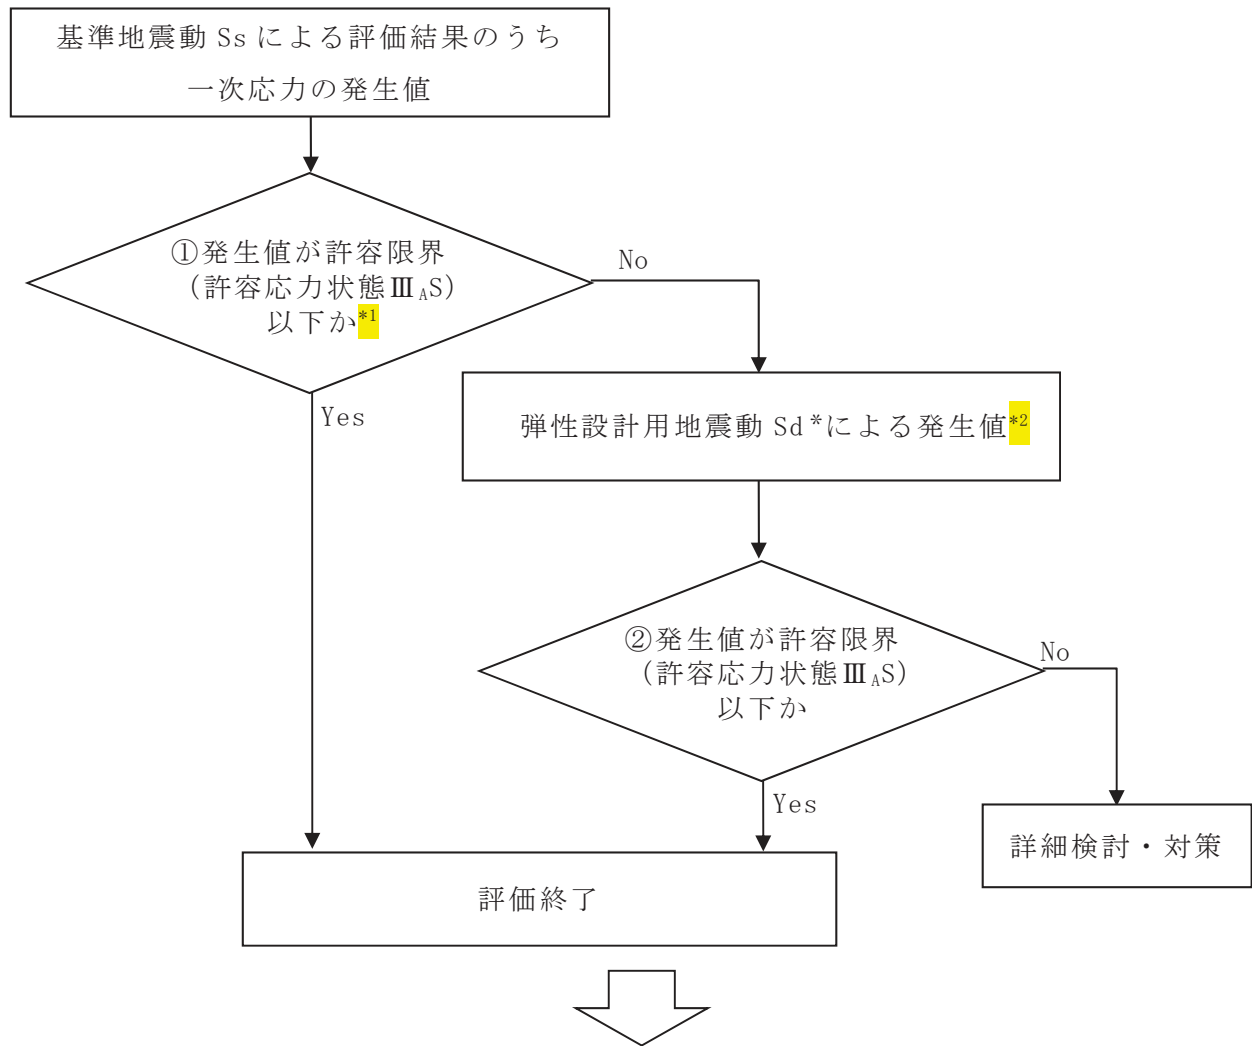 基準地震動 Ss による評価結果のうち
一次応力の発生値
①発生値が許容限界
(許容応力状態ⅢAS)
以下か*1
No
Yes
弾性設計用地震動 Sd*による発生値*2
②発生値が許容限界
(許容応力状態ⅢAS)
以下か
No
Yes
詳細検討・対策
評価終了